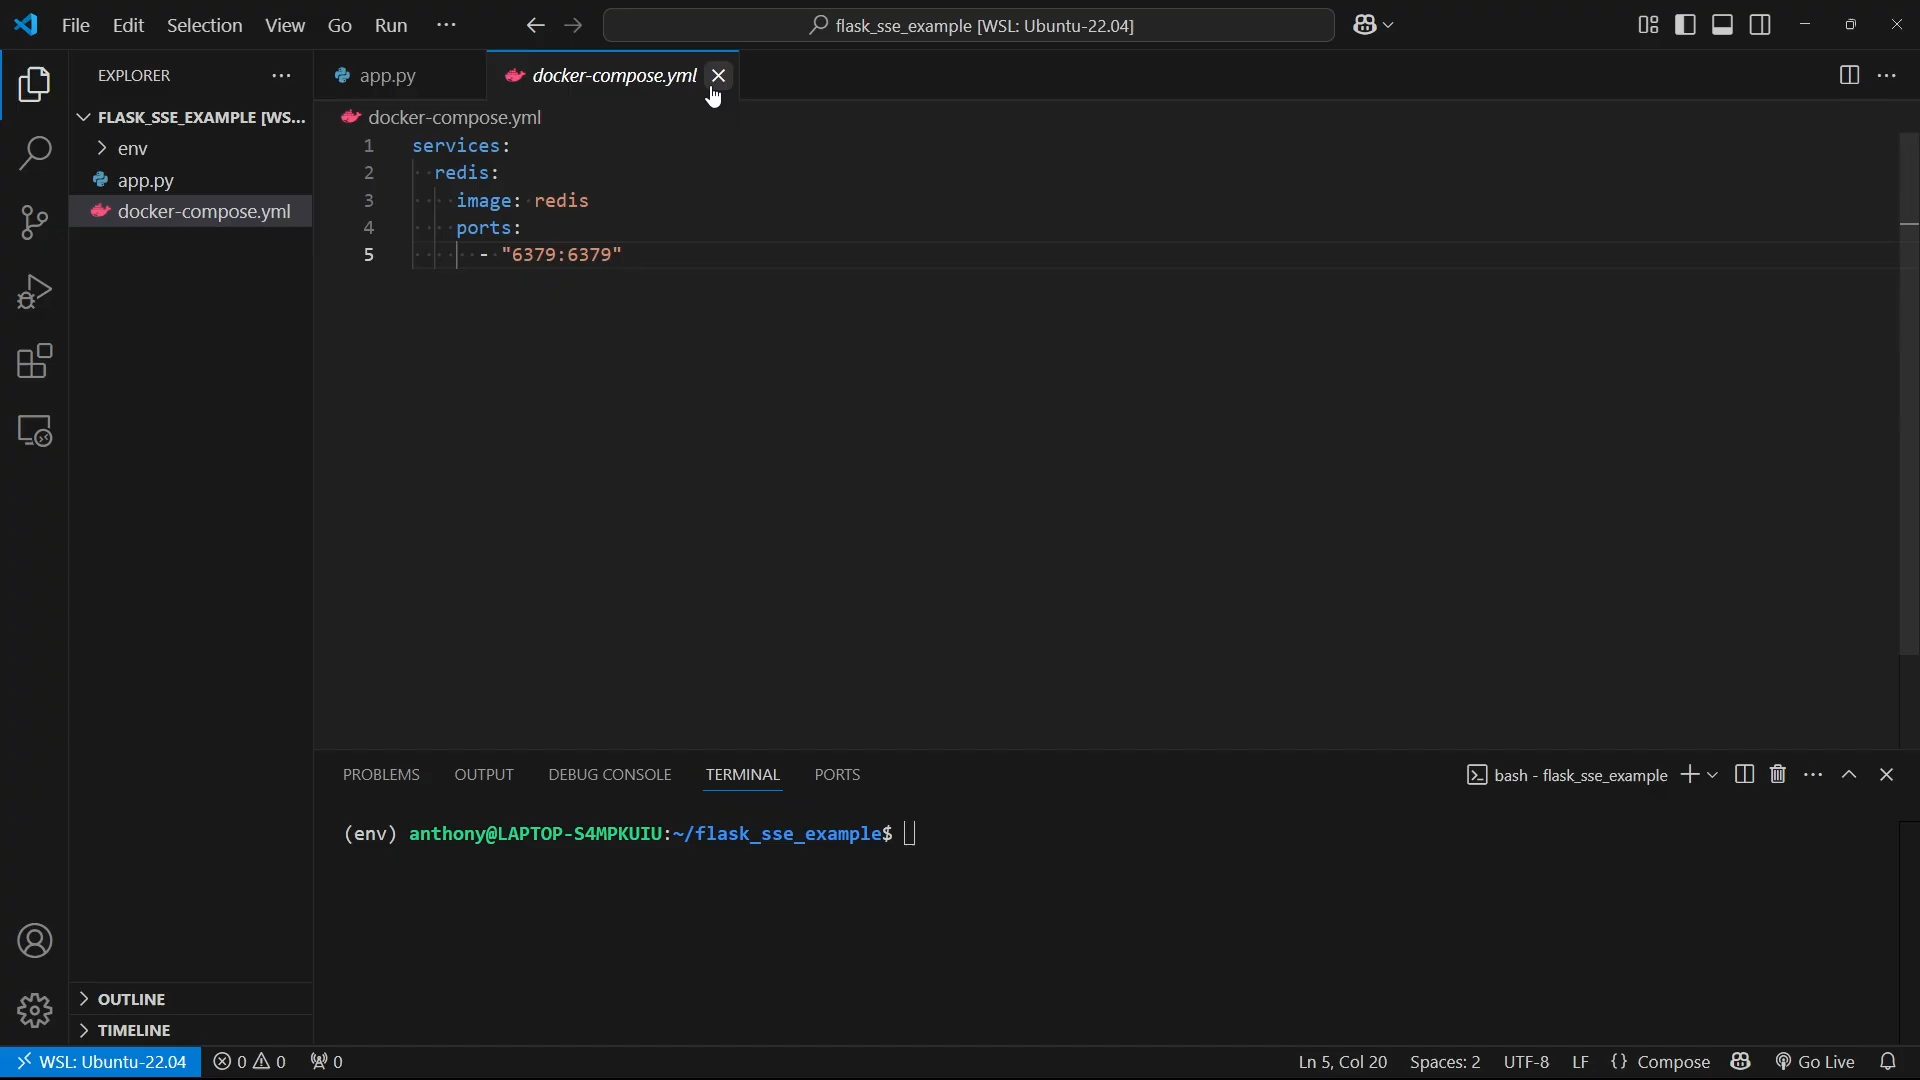 File Edit Selection View Go Run ···
flask_sse_example [WSL: Ubuntu-22.04]
EXPLORER
FLASK_SSE_EXAMPLE [WS...
env
app.py
docker-compose.yml
app.py
docker-compose.yml
docker-compose.yml
1 services:
2   redis:
3     image: redis
4     ports:
5       - "6379:6379"
PROBLEMS OUTPUT DEBUG CONSOLE TERMINAL PORTS
bash - flask_sse_example
(env) anthony@LAPTOP-S4MPKUIU:~/flask_sse_example$
OUTLINE
TIMELINE
WSL: Ubuntu-22.04 0 0 0 Ln 5, Col 20 Spaces: 2 UTF-8 LF {} Compose Go Live